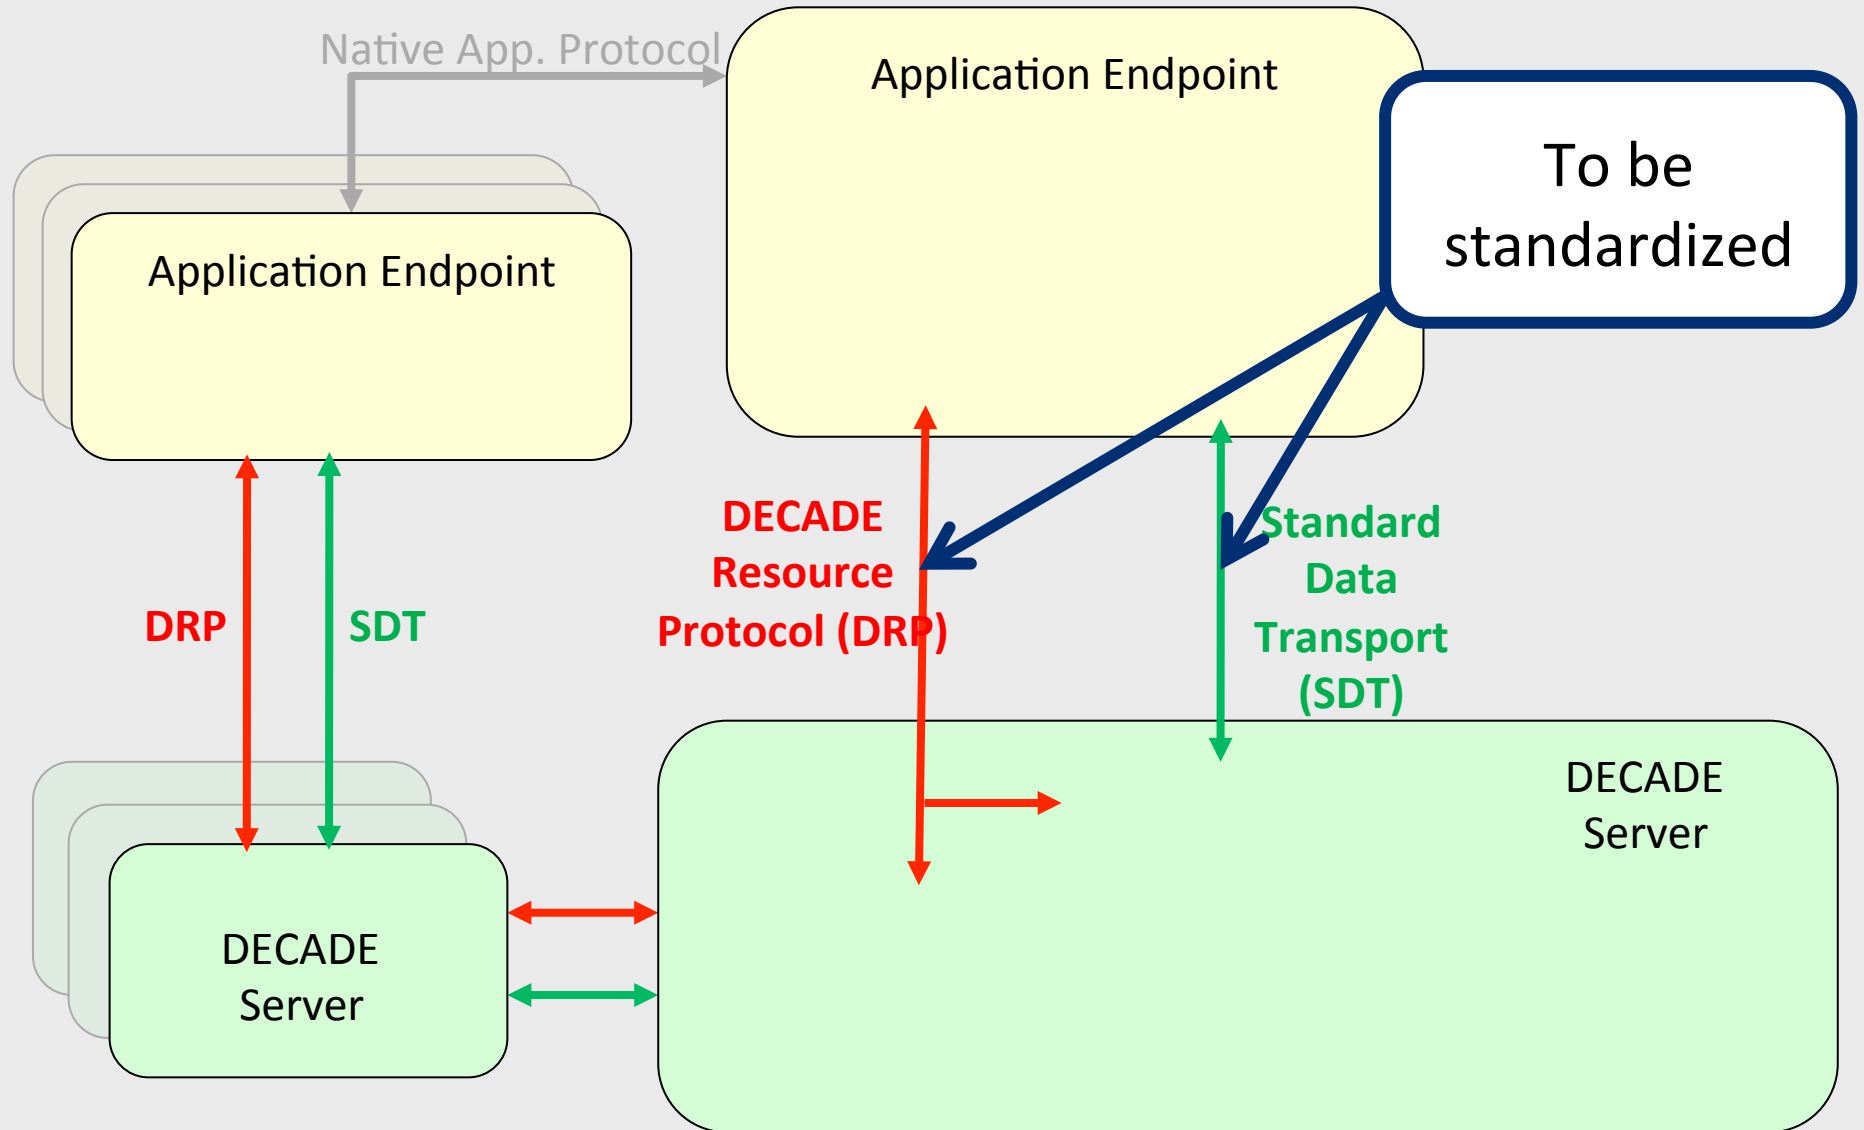 Native App. Protocol
Application Endpoint
To be
standardized
Application Endpoint
DECADE
Resource
Protocol (DRP)
Standard
Data
Transport
(SDT)
DRP
SDT
DECADE
Server
DECADE
Server